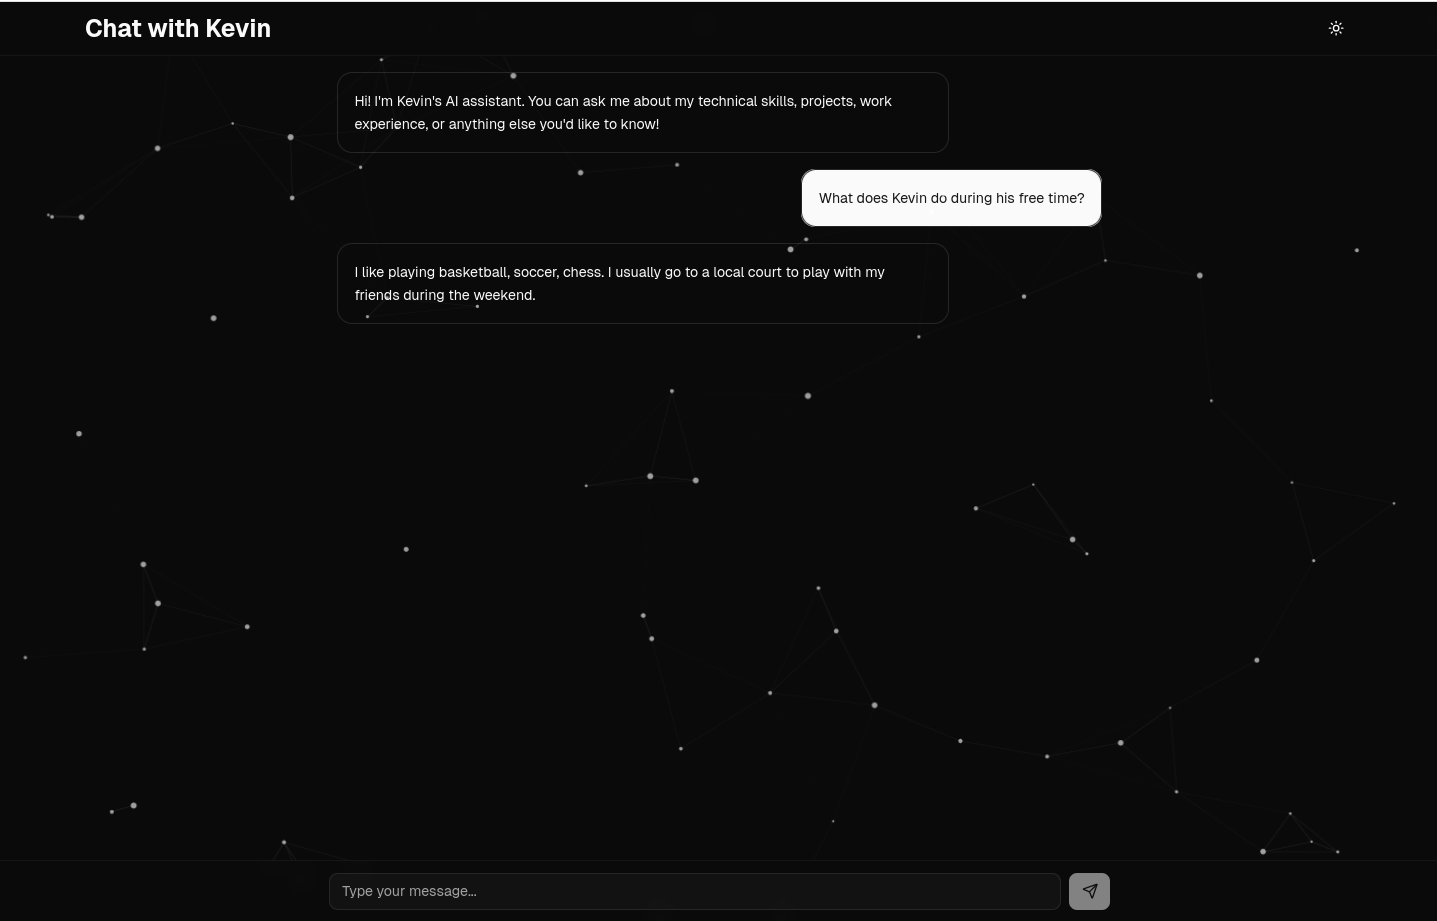 Chat with Kevin
Hi! I'm Kevin's AI assistant. You can ask me about my technical skills, projects, work
experience, or anything else you'd like to know!
What does Kevin do during his free time?
I like playing basketball, soccer, chess. I usually go to a local court to play with my
friends during the weekend.
Type your message...